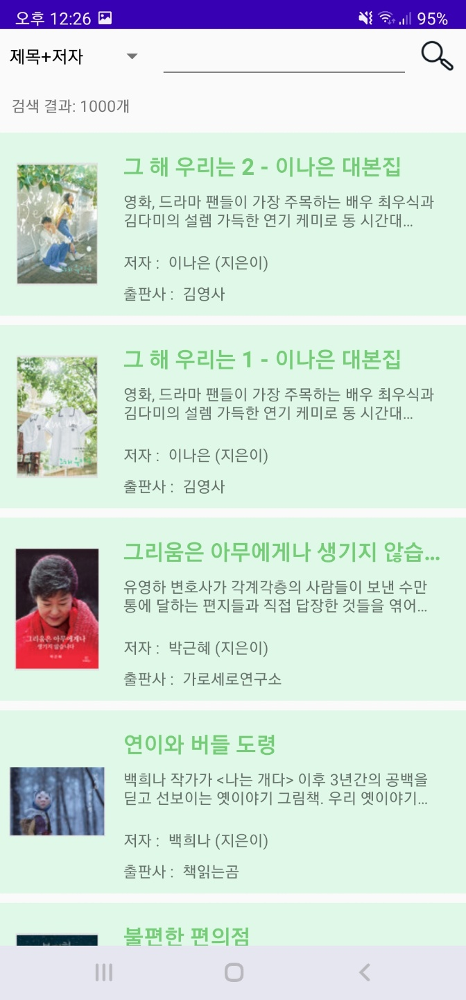 오후 12:26 95%
제목+저자
검색 결과: 1000개
그 해 우리는 2 - 이나은 대본집
영화, 드라마 팬들이 가장 주목하는 배우 최우식과
김다미의 설렘 가득한 연기 케미로 동 시간대...
저자 : 이나은 (지은이)
출판사 : 김영사
그 해 우리는 1 - 이나은 대본집
영화, 드라마 팬들이 가장 주목하는 배우 최우식과
김다미의 설렘 가득한 연기 케미로 동 시간대...
저자 : 이나은 (지은이)
출판사 : 김영사
그리움은 아무에게나
생기지 않습니다
박근혜
그리움은 아무에게나 생기지 않습...
유영하 변호사가 각계각층의 사람들이 보낸 수만
통에 달하는 편지들과 직접 답장한 것들을 엮어...
저자 : 박근혜 (지은이)
출판사 : 가로세로연구소
연이와 버들 도령
백희나 작가가 <나는 개다> 이후 3년간의 공백을
딛고 선보이는 옛이야기 그림책. 우리 옛이야기...
저자 : 백희나 (지은이)
출판사 : 책읽는곰
불편한 편의점